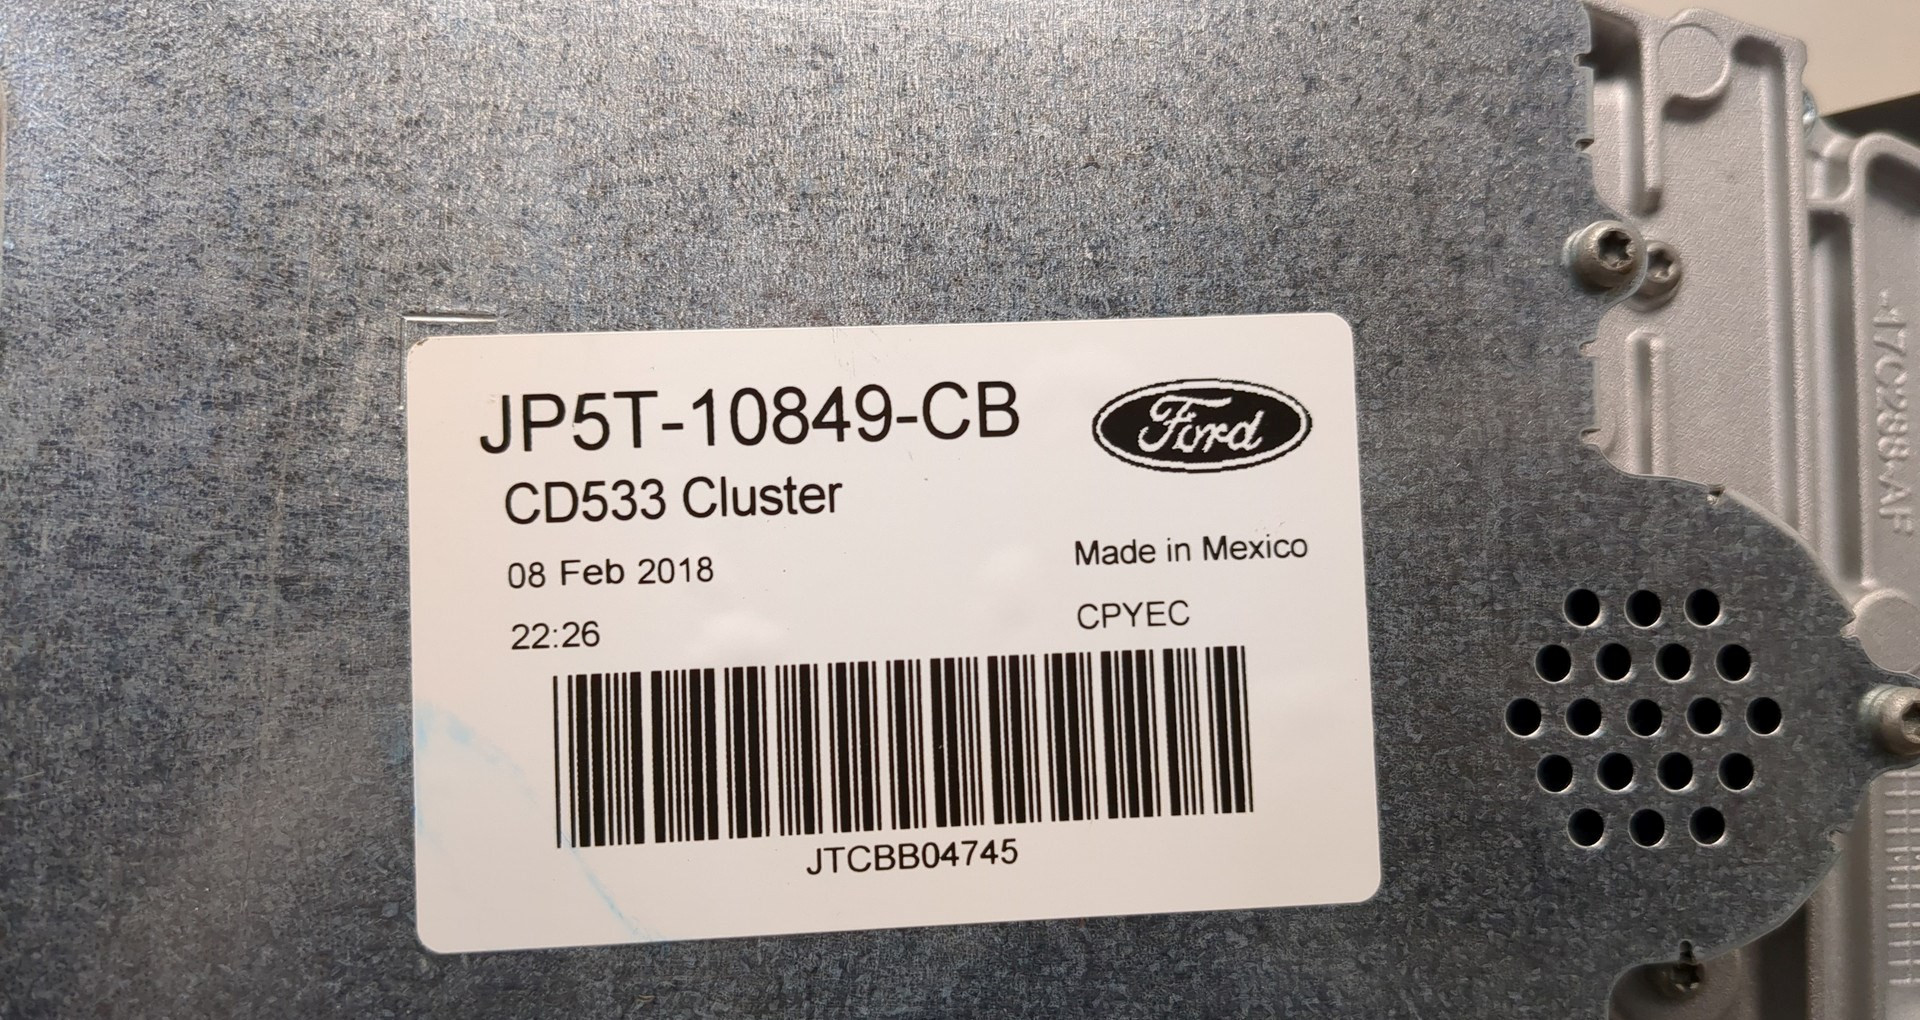 JP5T-10849-CB
Ford
CD533 Cluster
08 Feb 2018
Made in Mexico
22:26
CPYEC
JTCBB04745
-17C288-AF